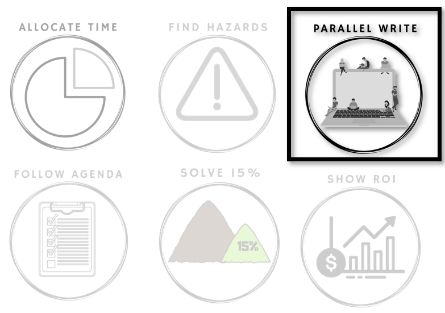 ALLOCATE TIME
FIND HAZARDS
PARALLEL WRITE
FOLLOW AGENDA
SOLVE 15%
15%
SHOW ROI
$